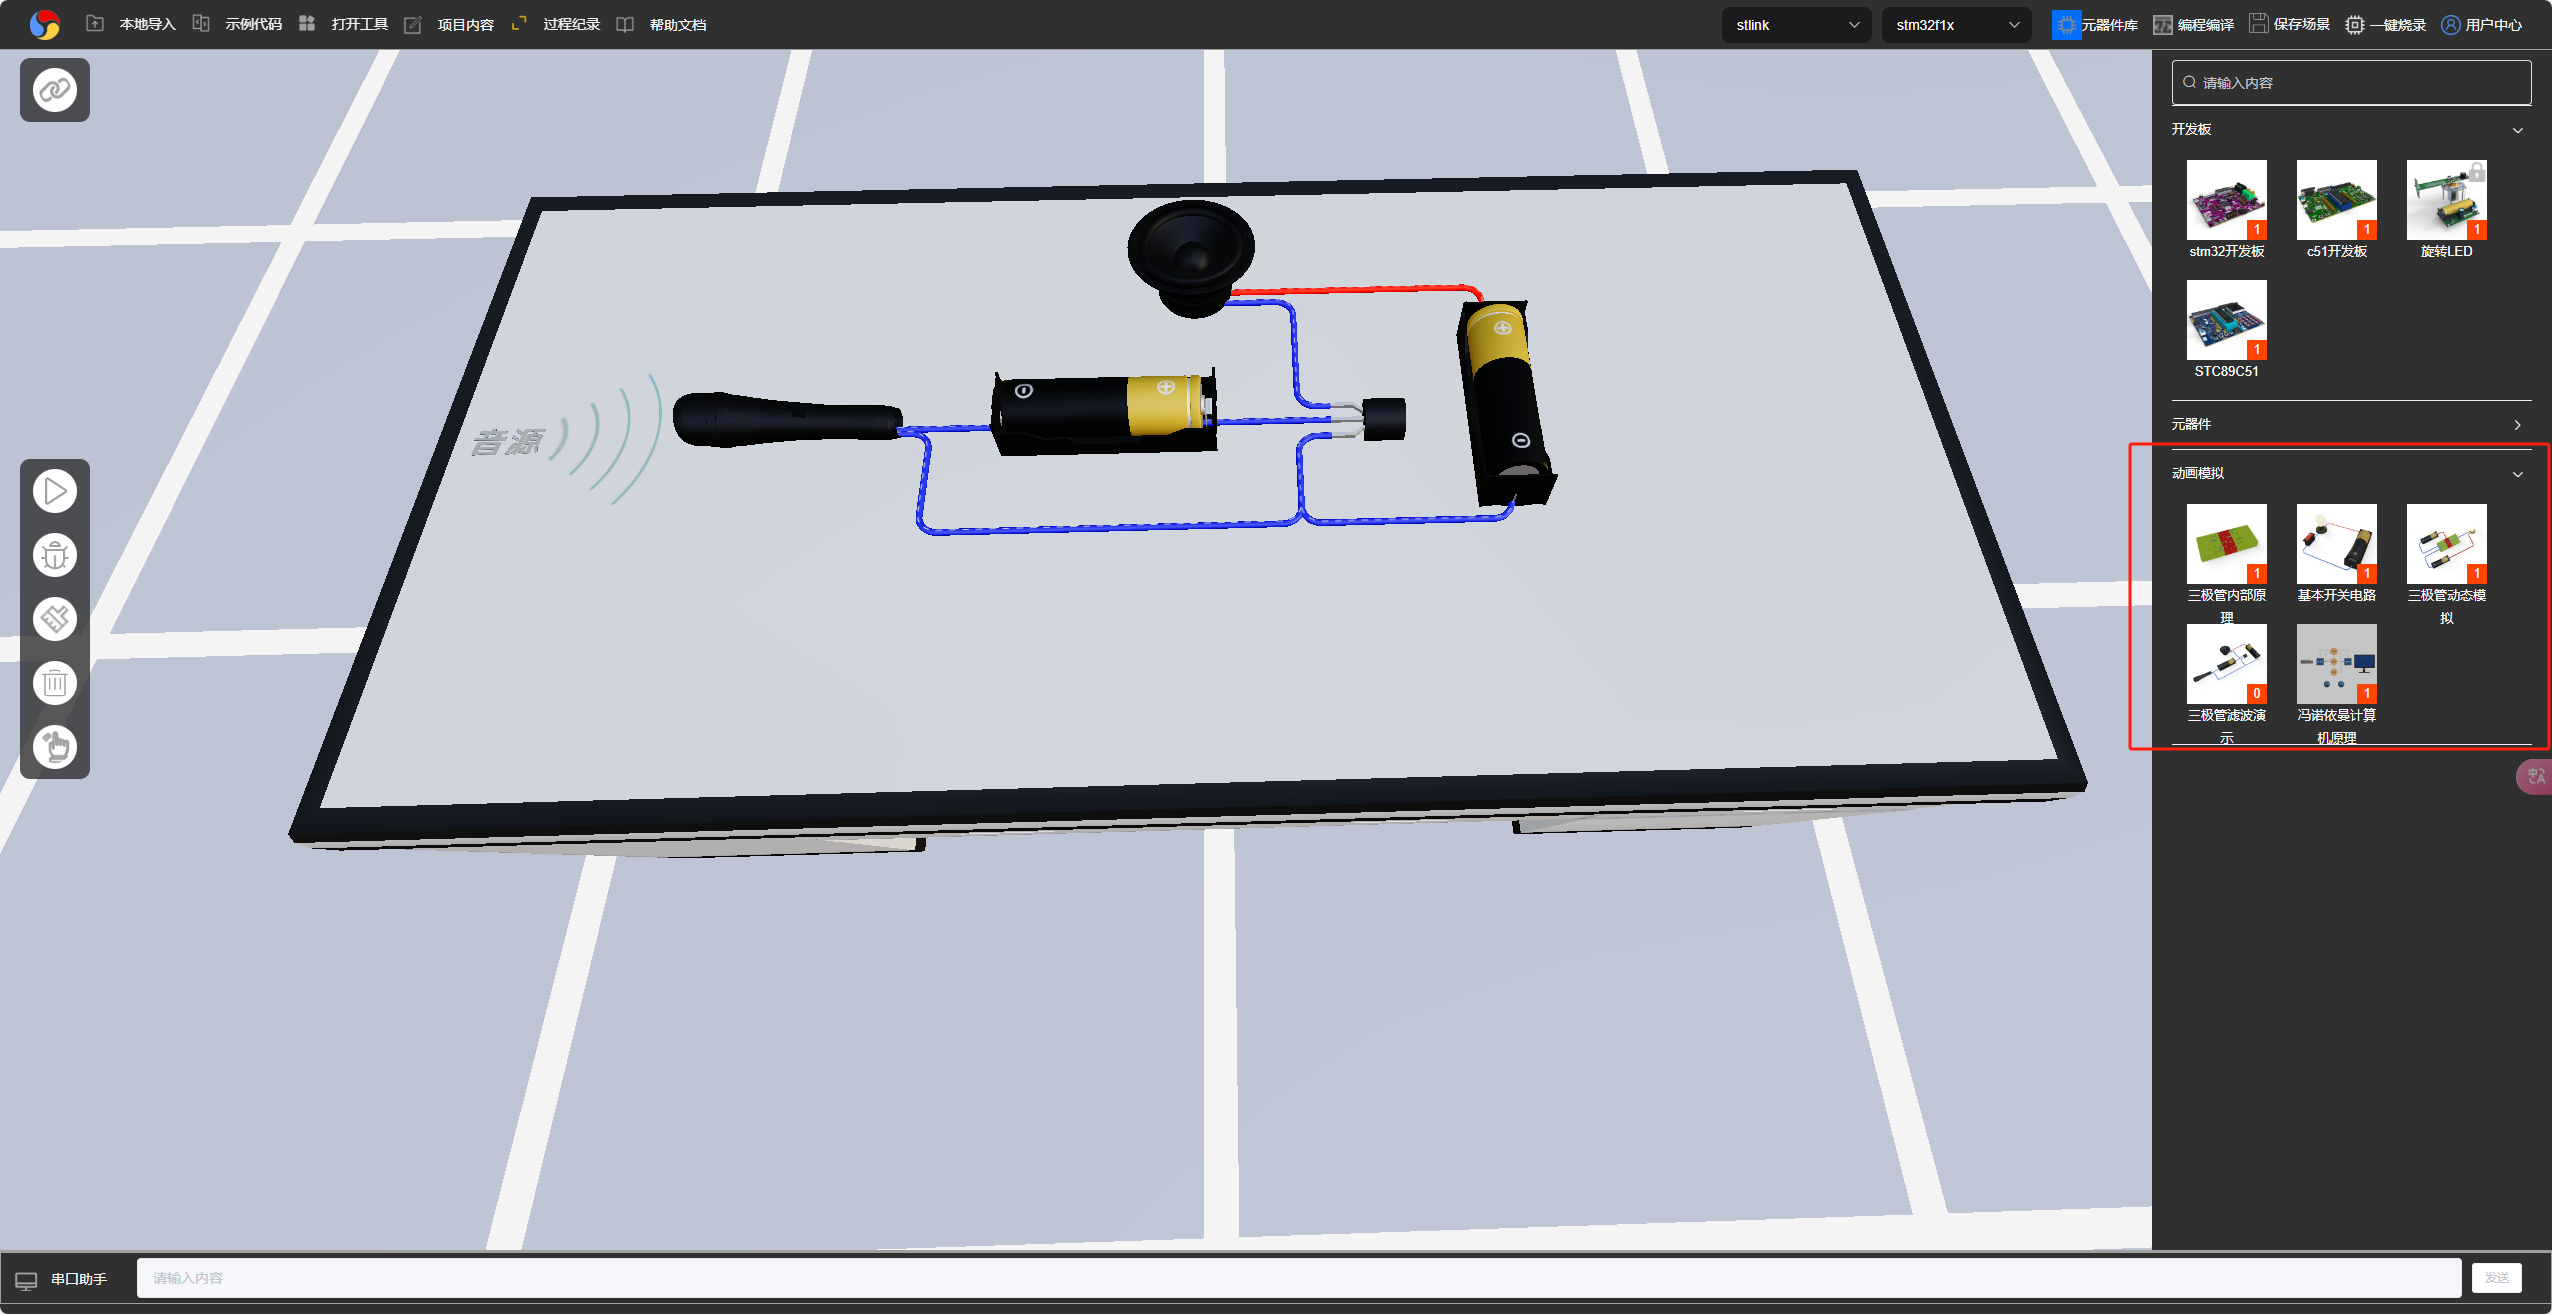 本地导入 示例代码 打开工具 项目内容 过程纪录 帮助文档 stlink stm32f1x 元器件库 编程编译 保存场景 一键烧录 用户中心
请输入内容
开发板
1 1 1
stm32开发板 c51开发板 旋转LED
1
STC89C51
元器件
动画模拟
1 1 1
三极管内部原理 基本开关电路 三极管动态模拟
0 1
三极管滤波演示 冯诺依曼计算机原理
音源
中A
串口助手 请输入内容 发送